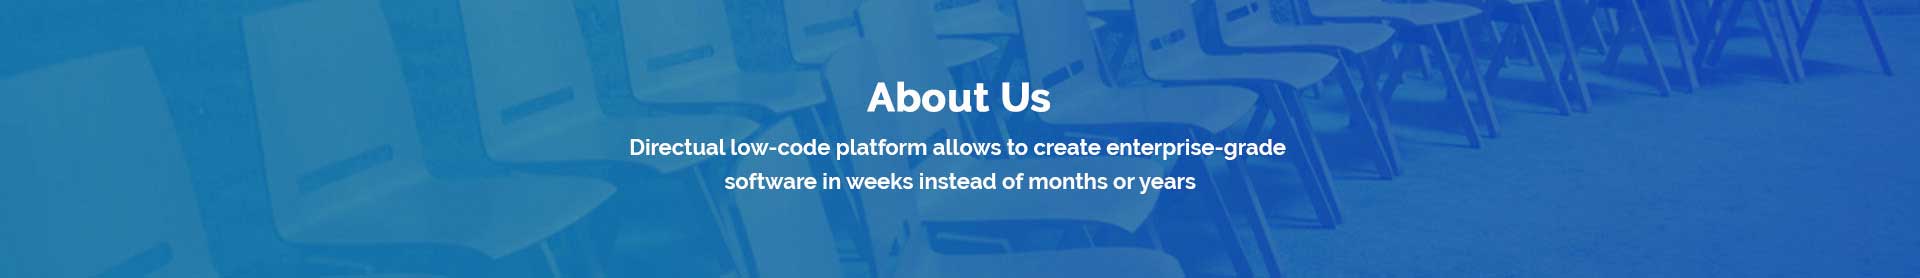 About Us
Directual low-code platform allows to create enterprise-grade
software in weeks instead of months or years